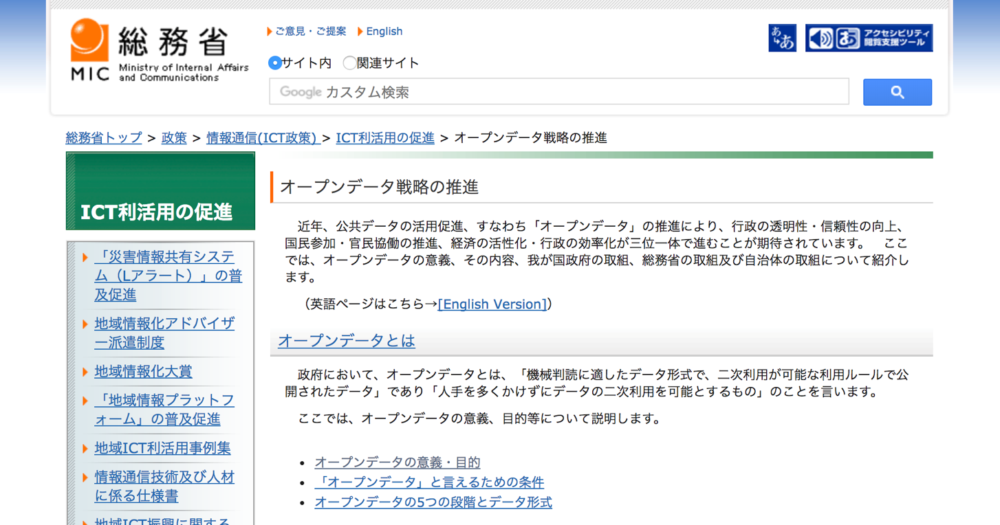 総務省
MIC
Ministry of Internal Affairs
and Communications
ご意見・ご提案 English
サイト内 関連サイト
Google カスタム検索
あ→あ
あ
アクセシビリティ
閲覧支援ツール
総務省トップ > 政策 > 情報通信(ICT政策) > ICT利活用の促進 > オープンデータ戦略の推進
ICT利活用の促進
「災害情報共有システ
ム（Lアラート）」の普
及促進
地域情報化アドバイザ
ー派遣制度
地域情報化大賞
「地域情報プラットフ
ォーム」の普及促進
地域ICT利活用事例集
情報通信技術及び人材
に係る仕様書
地域ICT振興に関する
オープンデータ戦略の推進
近年、公共データの活用促進、すなわち「オープンデータ」の推進により、行政の透明性・信頼性の向上、
国民参加・官民協働の推進、経済の活性化・行政の効率化が三位一体で進むことが期待されています。　ここ
では、オープンデータの意義、その内容、我が国政府の取組、総務省の取組及び自治体の取組について紹介し
ます。
（英語ページはこちら→[English Version]）
オープンデータとは
政府において、オープンデータとは、「機械判読に適したデータ形式で、二次利用が可能な利用ルールで公
開されたデータ」であり「人手を多くかけずにデータの二次利用を可能とするもの」のことを言います。
ここでは、オープンデータの意義、目的等について説明します。
• オープンデータの意義・目的
• 「オープンデータ」と言えるための条件
• オープンデータの5つの段階とデータ形式